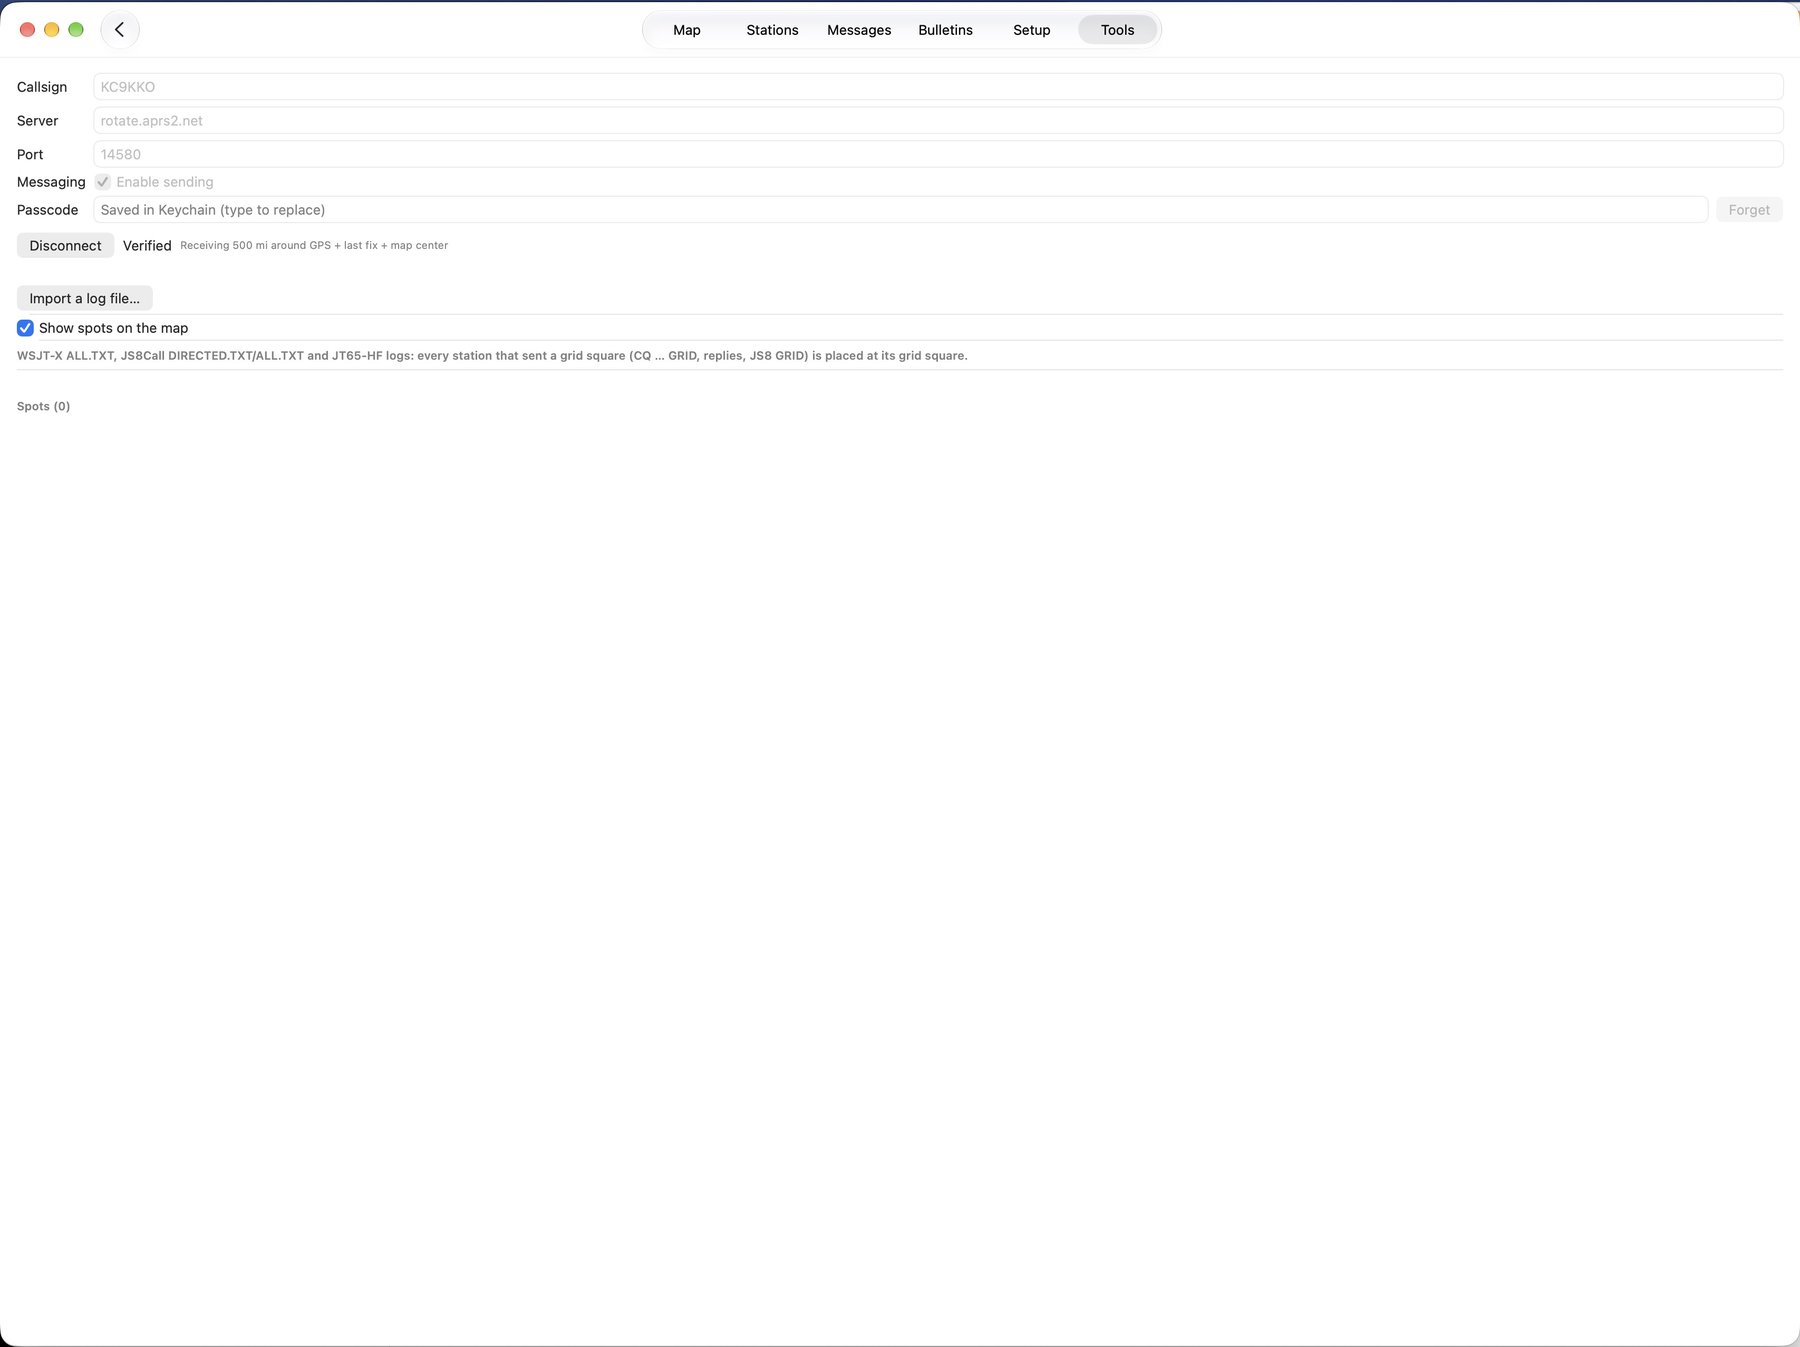 Map Stations Messages Bulletins Setup Tools
Callsign KC9KKO
Server rotate.aprs2.net
Port 14580
Messaging Enable sending
Passcode Saved in Keychain (type to replace) Forget
Disconnect Verified Receiving 500 mi around GPS + last fix + map center
Import a log file...
Show spots on the map
WSJT-X ALL.TXT, JS8Call DIRECTED.TXT/ALL.TXT and JT65-HF logs: every station that sent a grid square (CQ ... GRID, replies, JS8 GRID) is placed at its grid square.
Spots (0)